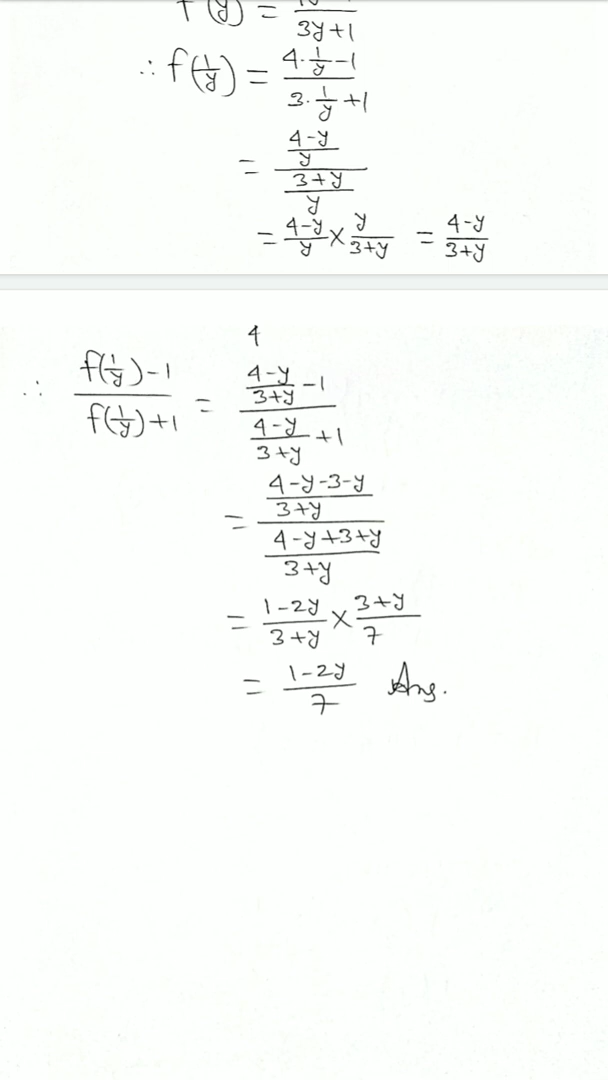 f(y) = /(3y+1)
∴ f(1/y) = (4·1/y−1)/(3·1/y+1)
= ((4−y)/y)/((3+y)/y)
= (4−y)/y × y/(3+y) = (4−y)/(3+y)
4
∴ (f(1/y)−1)/(f(1/y)+1) = ((4−y)/(3+y) −1)/((4−y)/(3+y) +1)
= ((4−y−3−y)/(3+y))/((4−y+3+y)/(3+y))
= (1−2y)/(3+y) × (3+y)/7
= (1−2y)/7 Ans.